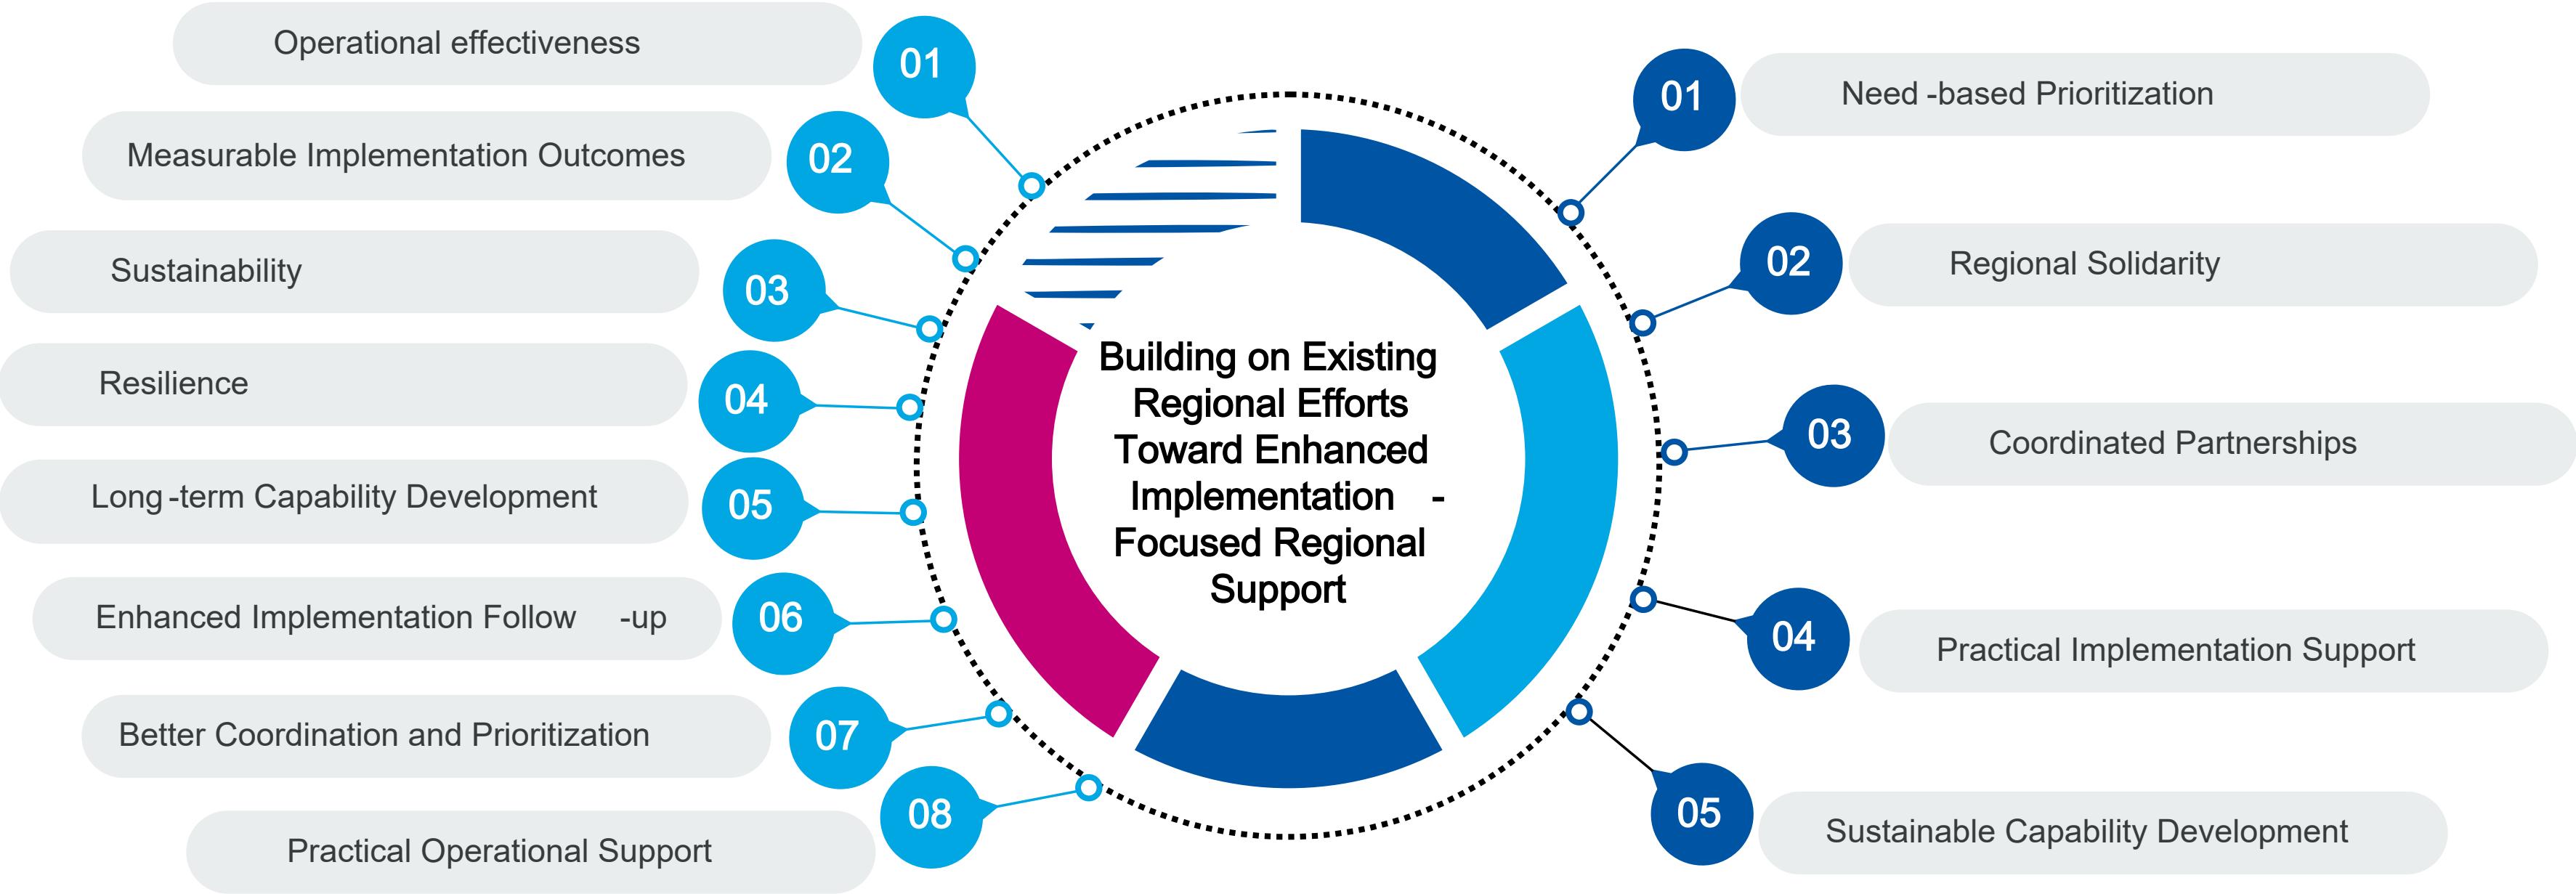 Operational effectiveness
01
Measurable Implementation Outcomes
02
Sustainability
03
Resilience
04
Long-term Capability Development
05
Enhanced Implementation Follow -up
06
Better Coordination and Prioritization
07
Practical Operational Support
08
Building on Existing
Regional Efforts
Toward Enhanced
Implementation -
Focused Regional
Support
01
Need -based Prioritization
02
Regional Solidarity
03
Coordinated Partnerships
04
Practical Implementation Support
05
Sustainable Capability Development